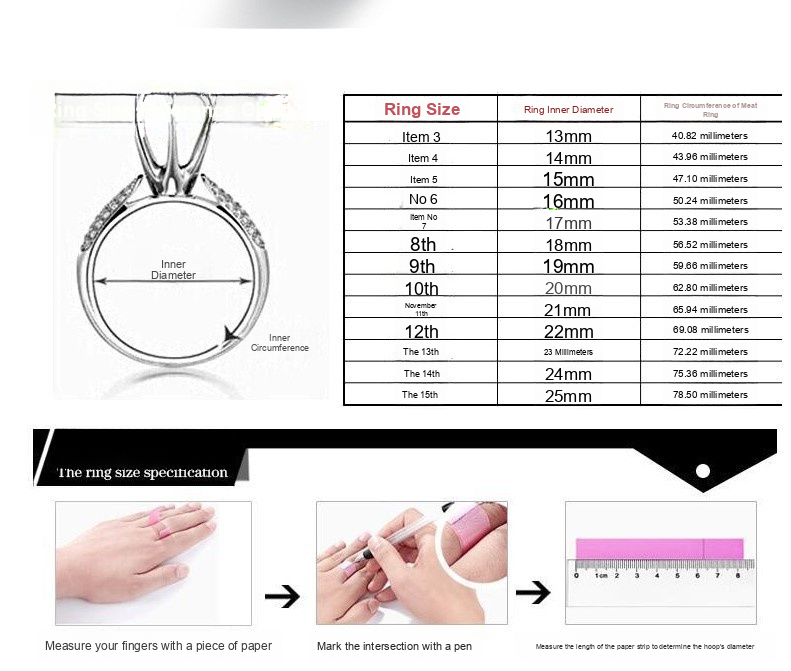 Inner
Diameter
Inner
Circumference
Ring Size
Ring Inner Diameter
Ring Circumference of Meat
Ring
Item 3
13mm
40.82 millimeters
Item 4
14mm
43.96 millimeters
Item 5
15mm
47.10 millimeters
No 6
16mm
50.24 millimeters
Item No
7
17mm
53.38 millimeters
8th
18mm
56.52 millimeters
9th
19mm
59.66 millimeters
10th
20mm
62.80 millimeters
November
11th
21mm
65.94 millimeters
12th
22mm
69.08 millimeters
The 13th
23 Millimeters
72.22 millimeters
The 14th
24mm
75.36 millimeters
The 15th
25mm
78.50 millimeters
The ring size specification
0 1cm 2 3 4 5 6 7 8
Measure your fingers with a piece of paper
Mark the intersection with a pen
Measure the length of the paper strip to determine the hoop's diameter